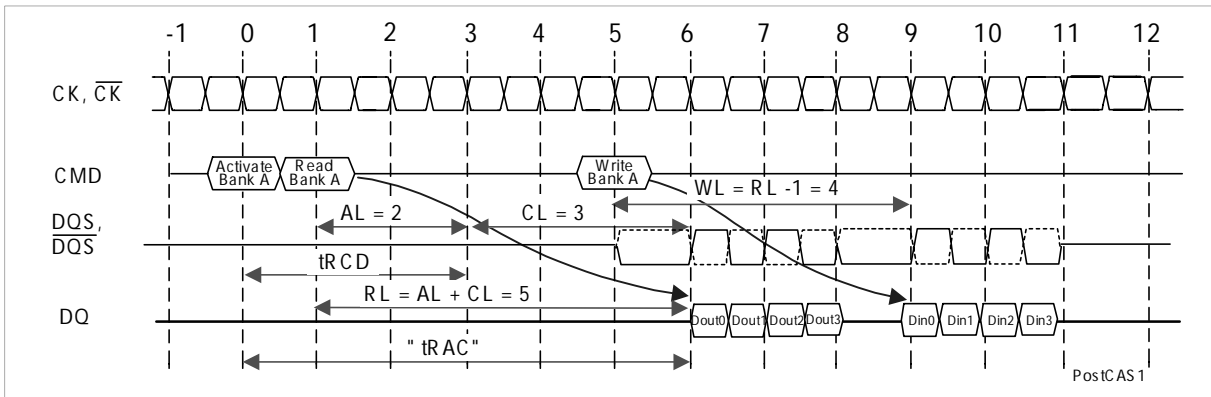 -1 0 1 2 3 4 5 6 7 8 9 10 11 12
CK, CK
CMD
Activate
Bank A
Read
Bank A
Write
Bank A
WL = RL -1 = 4
AL = 2
CL = 3
DQS,
DQS
tRCD
RL = AL + CL = 5
DQ
Dout0 Dout1 Dout2 Dout3
Din0 Din1 Din2 Din3
" tRAC"
PostCAS1